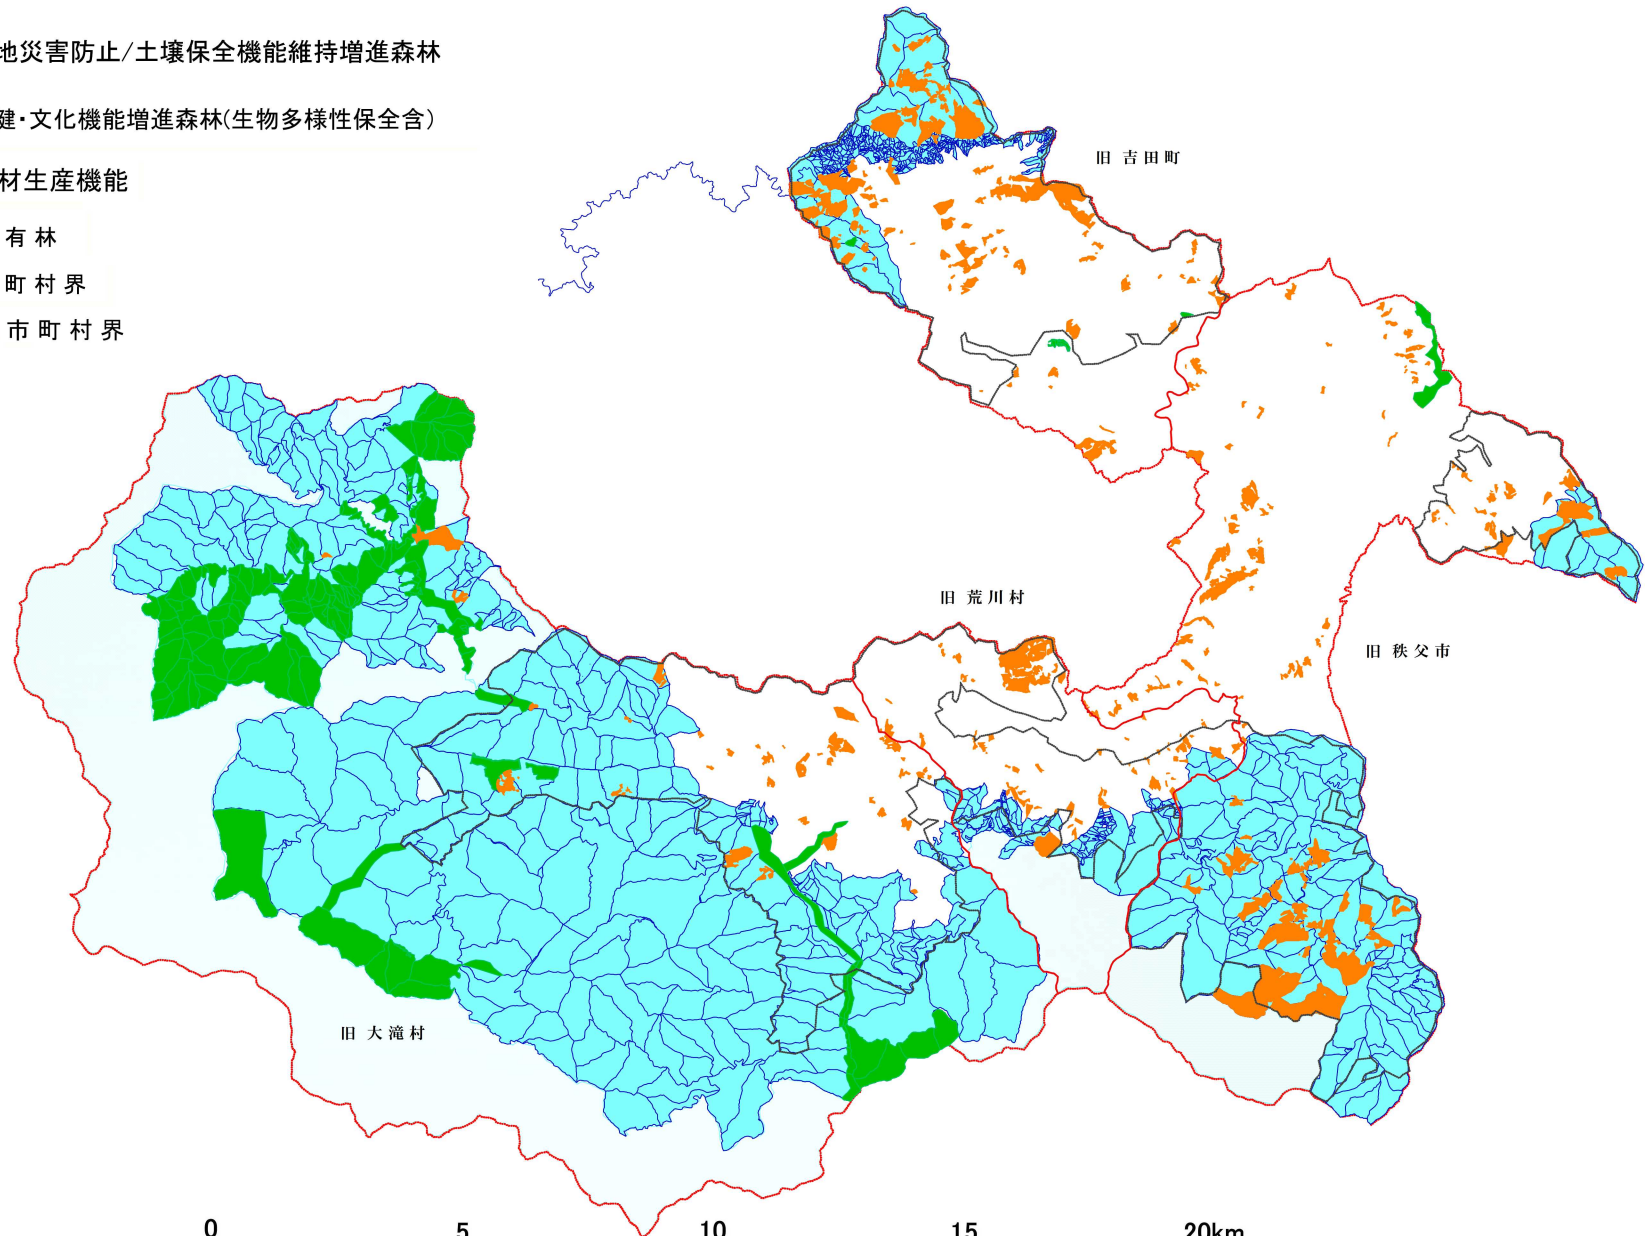 地災害防止/土壌保全機能維持増進森林
健・文化機能増進森林(生物多様性保全含)
材生産機能
有 林
町 村 界
市 町 村 界
旧 吉田町
旧 荒川村
旧 秩父市
旧 大滝村
0 5 10 15 20km